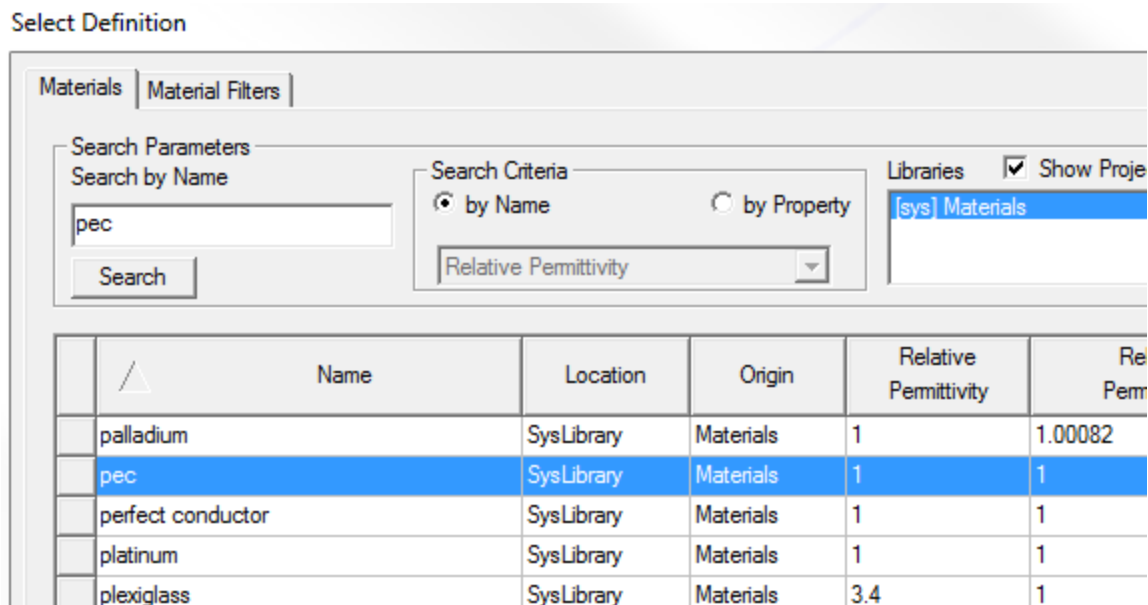 Select Definition
Materials Material Filters
Search Parameters
Search by Name
pec
Search
Search Criteria
by Name by Property
Relative Permittivity
Libraries Show Proje
[sys] Materials
Name Location Origin Relative Permittivity Rel Perm
palladium SysLibrary Materials 1 1.00082
pec SysLibrary Materials 1 1
perfect conductor SysLibrary Materials 1 1
platinum SysLibrary Materials 1 1
plexiglass SysLibrary Materials 3.4 1